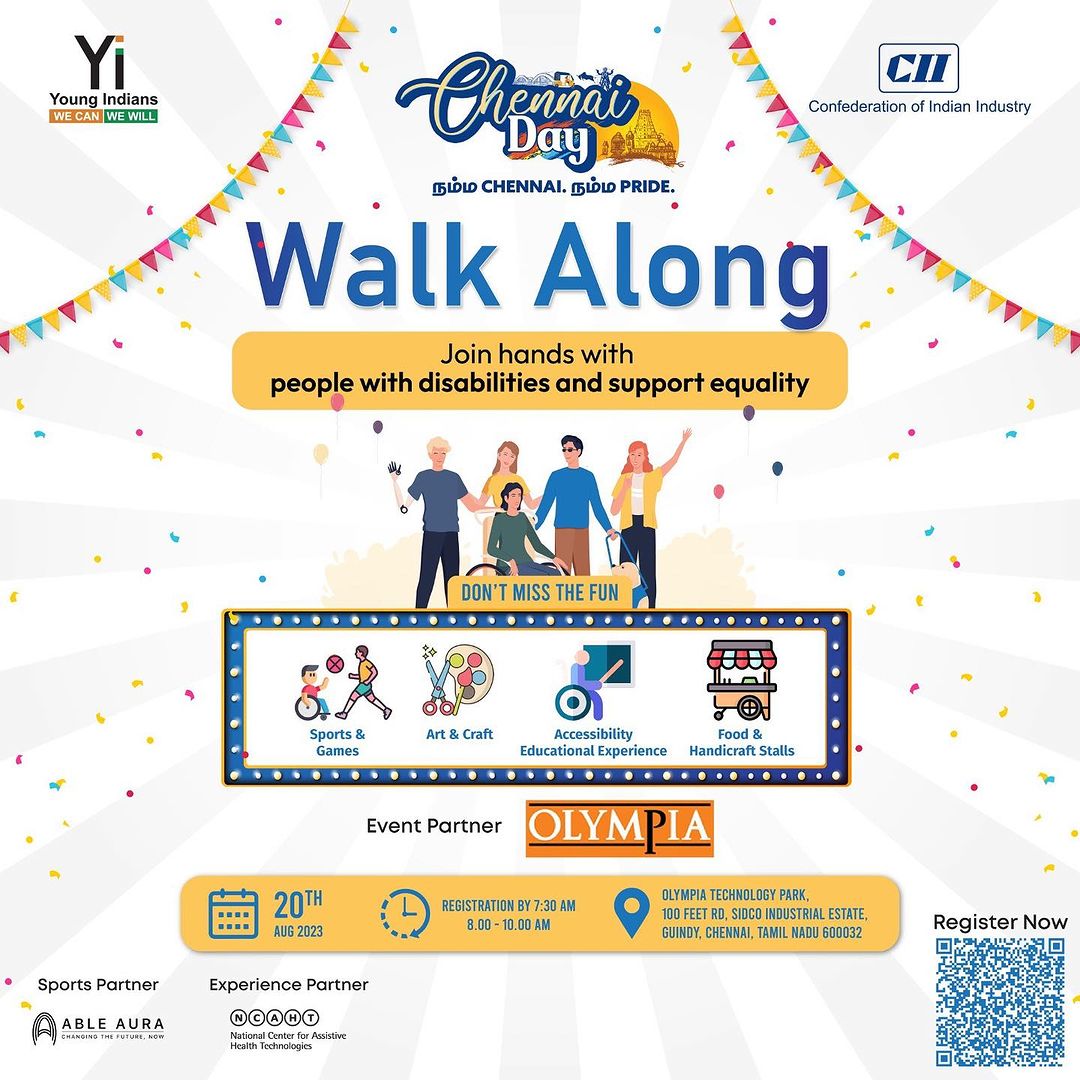 Yi
Young Indians
WE CAN WE WILL
Chennai
Day
நம்ம CHENNAI. நம்ம PRIDE.
CII
Confederation of Indian Industry
Walk Along
Join hands with
people with disabilities and support equality
DON'T MISS THE FUN
Sports &
Games
Art & Craft
Accessibility
Educational Experience
Food &
Handicraft Stalls
Event Partner
OLYMPIA
20TH
AUG 2023
REGISTRATION BY 7:30 AM
8.00 - 10.00 AM
OLYMPIA TECHNOLOGY PARK,
100 FEET RD, SIDCO INDUSTRIAL ESTATE,
GUINDY, CHENNAI, TAMIL NADU 600032
Register Now
Sports Partner
ABLE AURA
CHANGING THE FUTURE, NOW
Experience Partner
NCAHT
National Center for Assistive
Health Technologies